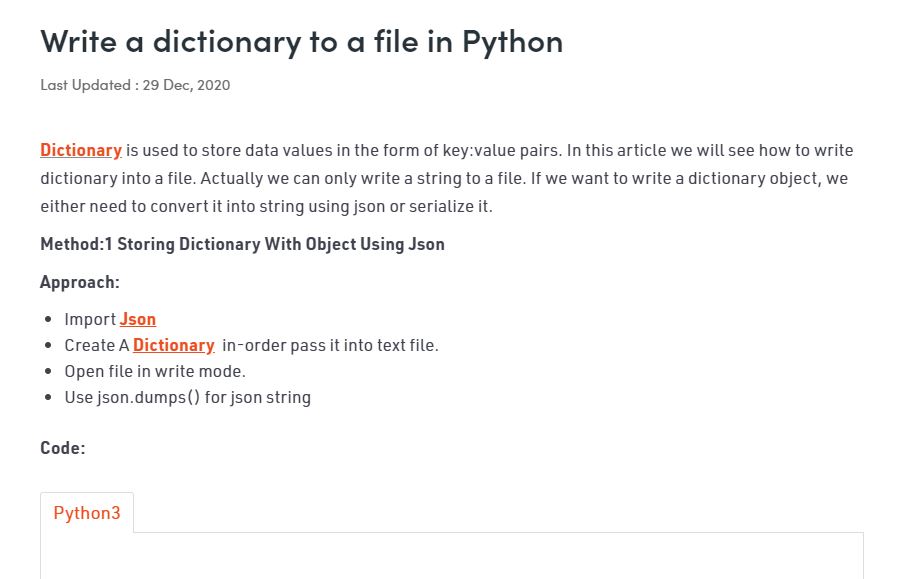 Write a dictionary to a file in Python
Last Updated : 29 Dec, 2020
Dictionary is used to store data values in the form of key:value pairs. In this article we will see how to write
dictionary into a file. Actually we can only write a string to a file. If we want to write a dictionary object, we
either need to convert it into string using json or serialize it.
Method:1 Storing Dictionary With Object Using Json
Approach:
Import Json
Create A Dictionary in-order pass it into text file.
Open file in write mode.
Use json.dumps() for json string
Code:
Python3